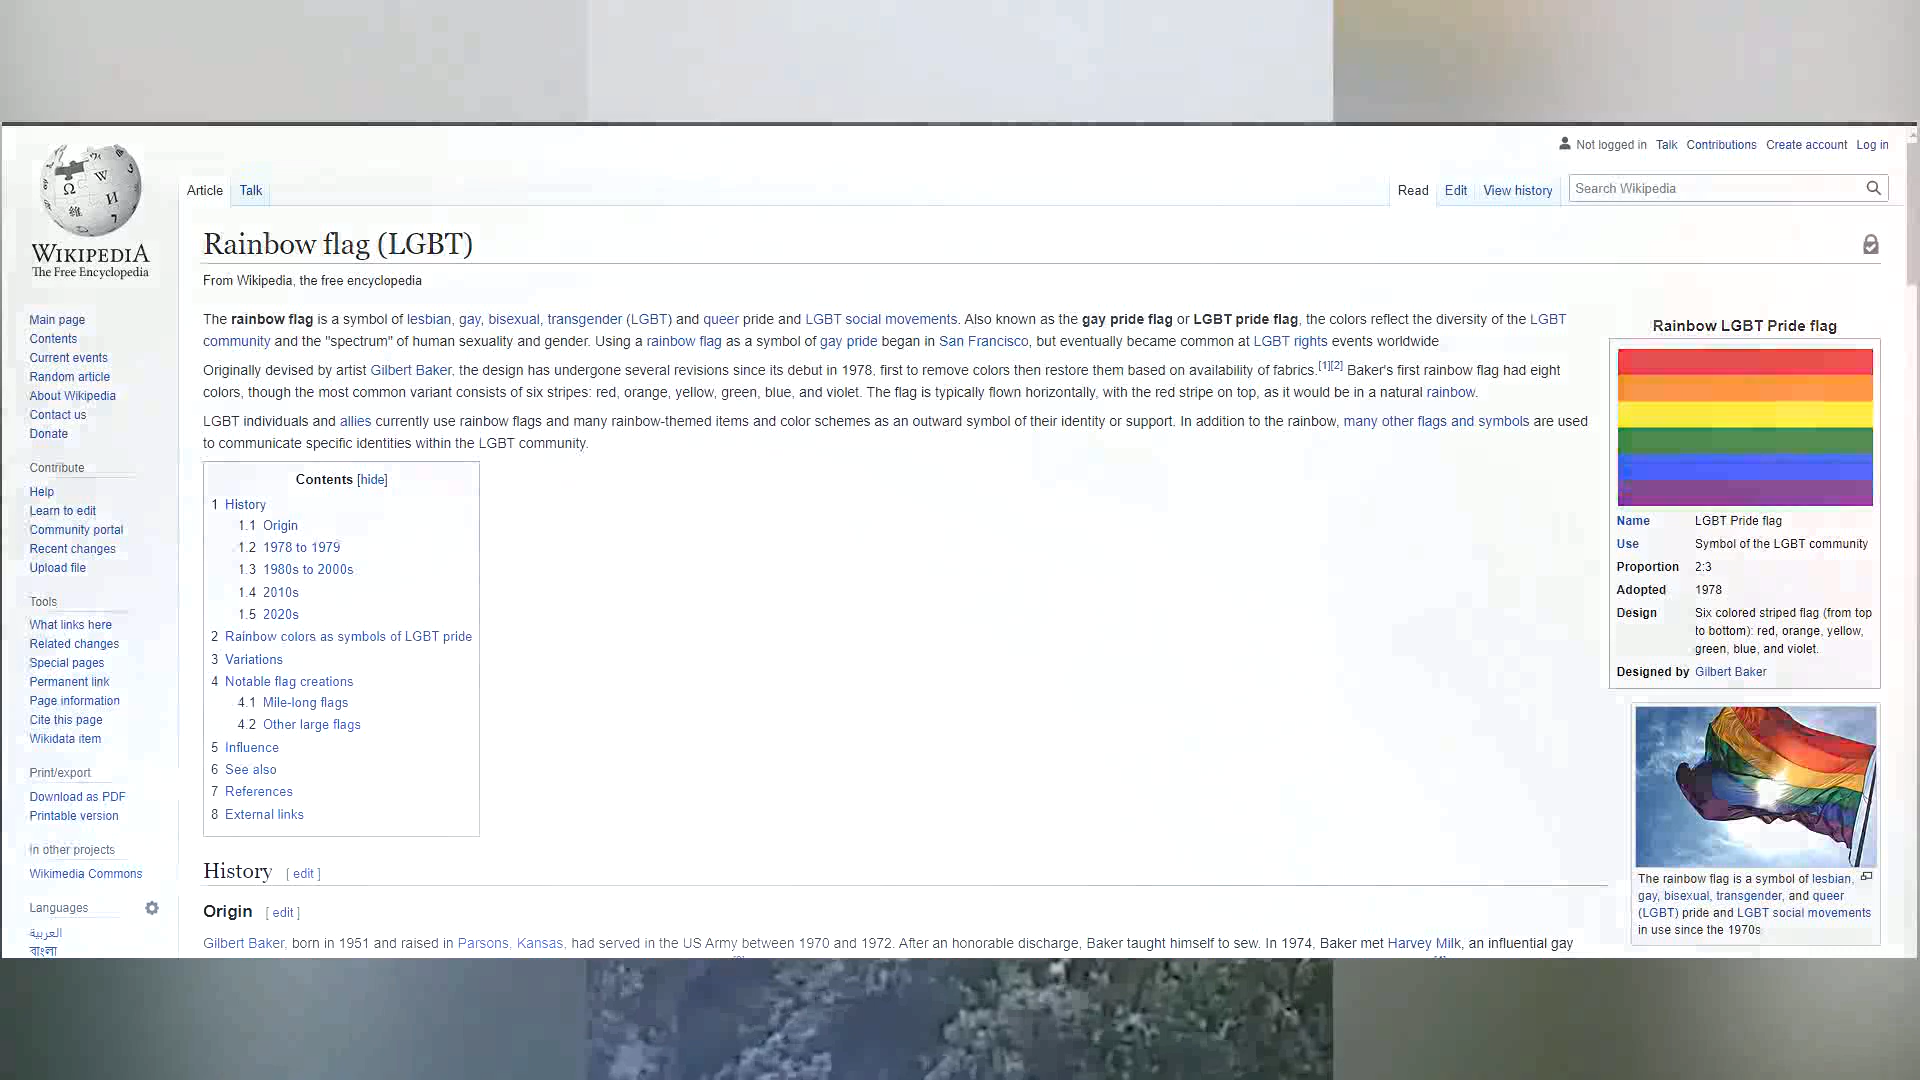 Not logged in Talk Contributions Create account Log in
Article Talk Read Edit View history Search Wikipedia
WIKIPEDIA
The Free Encyclopedia
Main page
Contents
Current events
Random article
About Wikipedia
Contact us
Donate
Contribute
Help
Learn to edit
Community portal
Recent changes
Upload file
Tools
What links here
Related changes
Special pages
Permanent link
Page information
Cite this page
Wikidata item
Print/export
Download as PDF
Printable version
In other projects
Wikimedia Commons
Languages
العربية
বাংলা
Rainbow flag (LGBT)
From Wikipedia, the free encyclopedia
The rainbow flag is a symbol of lesbian, gay, bisexual, transgender (LGBT) and queer pride and LGBT social movements. Also known as the gay pride flag or LGBT pride flag, the colors reflect the diversity of the LGBT
community and the "spectrum" of human sexuality and gender. Using a rainbow flag as a symbol of gay pride began in San Francisco, but eventually became common at LGBT rights events worldwide
Originally devised by artist Gilbert Baker, the design has undergone several revisions since its debut in 1978, first to remove colors then restore them based on availability of fabrics.[1][2] Baker's first rainbow flag had eight
colors, though the most common variant consists of six stripes: red, orange, yellow, green, blue, and violet. The flag is typically flown horizontally, with the red stripe on top, as it would be in a natural rainbow.
LGBT individuals and allies currently use rainbow flags and many rainbow-themed items and color schemes as an outward symbol of their identity or support. In addition to the rainbow, many other flags and symbols are used
to communicate specific identities within the LGBT community.
Contents [hide]
1 History
1.1 Origin
1.2 1978 to 1979
1.3 1980s to 2000s
1.4 2010s
1.5 2020s
2 Rainbow colors as symbols of LGBT pride
3 Variations
4 Notable flag creations
4.1 Mile-long flags
4.2 Other large flags
5 Influence
6 See also
7 References
8 External links
History [ edit ]
Origin [ edit ]
Gilbert Baker, born in 1951 and raised in Parsons, Kansas, had served in the US Army between 1970 and 1972. After an honorable discharge, Baker taught himself to sew. In 1974, Baker met Harvey Milk, an influential gay
Rainbow LGBT Pride flag
Name LGBT Pride flag
Use Symbol of the LGBT community
Proportion 2:3
Adopted 1978
Design Six colored striped flag (from top
to bottom): red, orange, yellow,
green, blue, and violet.
Designed by Gilbert Baker
The rainbow flag is a symbol of lesbian,
gay, bisexual, transgender, and queer
(LGBT) pride and LGBT social movements
in use since the 1970s